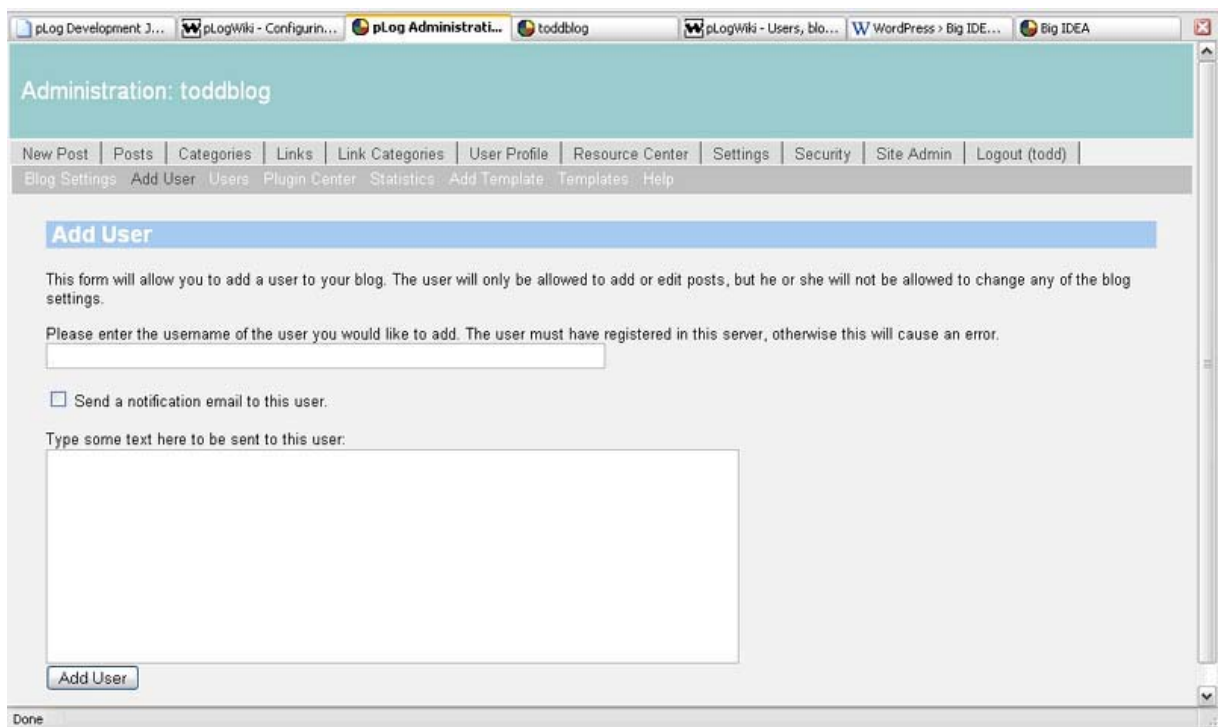 pLog Development J... pLogWiki - Configurin... pLog Administrati... toddblog pLogWiki - Users, blo... WordPress › Big IDE... Big IDEA
Administration: toddblog
New Post | Posts | Categories | Links | Link Categories | User Profile | Resource Center | Settings | Security | Site Admin | Logout (todd) |
Blog Settings Add User Users Plugin Center Statistics Add Template Templates Help
Add User
This form will allow you to add a user to your blog. The user will only be allowed to add or edit posts, but he or she will not be allowed to change any of the blog
settings.
Please enter the username of the user you would like to add. The user must have registered in this server, otherwise this will cause an error.
Send a notification email to this user.
Type some text here to be sent to this user:
Add User
Done